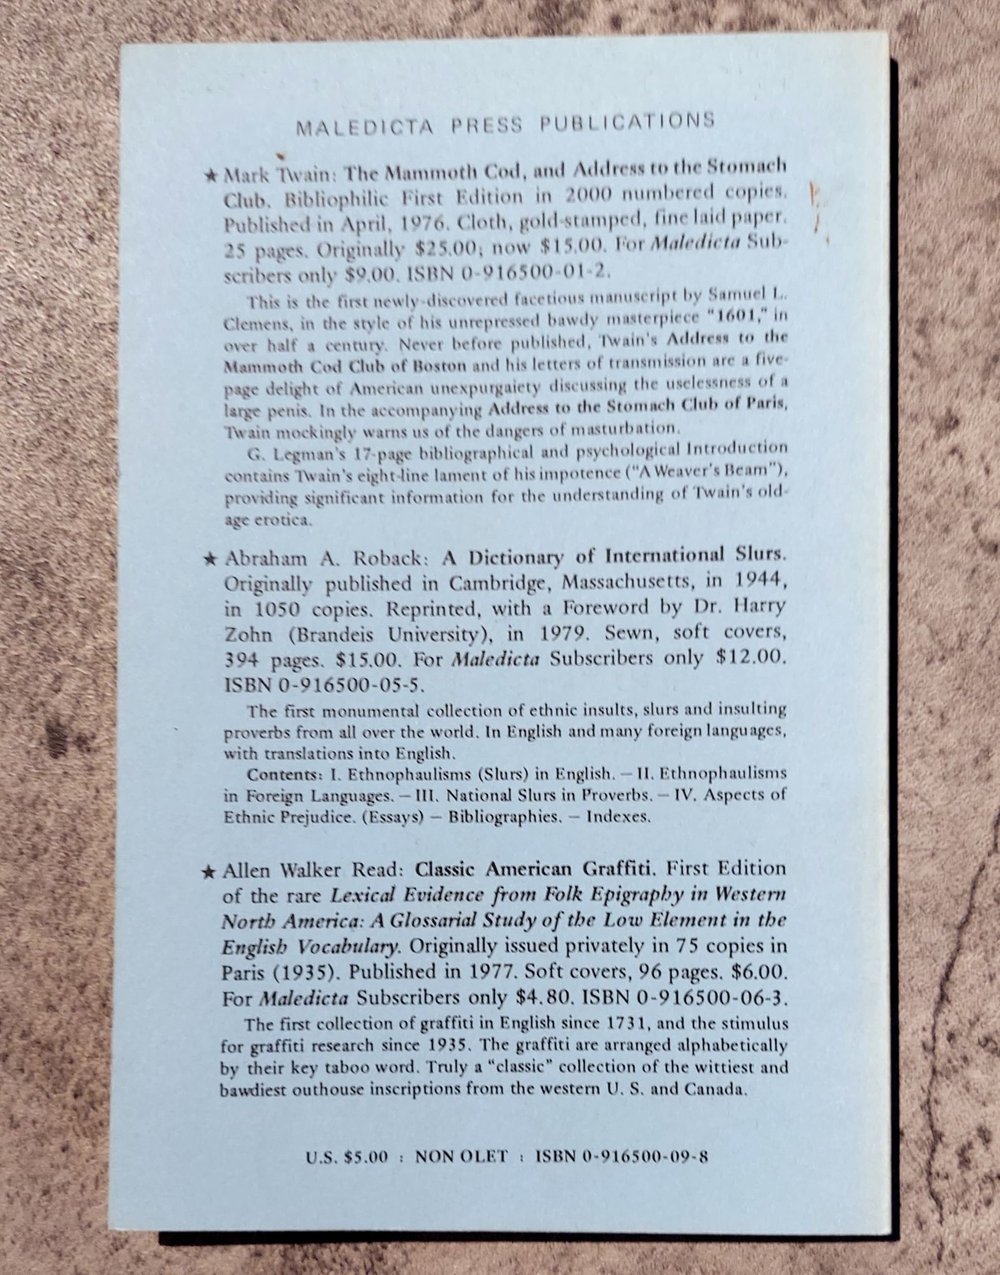 MALEDICTA PRESS PUBLICATIONS
★ Mark Twain: The Mammoth Cod, and Address to the Stomach
Club. Bibliophilic First Edition in 2000 numbered copies.
Published in April, 1976. Cloth, gold-stamped, fine laid paper.
25 pages. Originally $25.00; now $15.00. For Maledicta Sub-
scribers only $9.00. ISBN 0-916500-01-2.
This is the first newly-discovered facetious manuscript by Samuel L.
Clemens, in the style of his unrepressed bawdy masterpiece "1601," in
over half a century. Never before published, Twain's Address to the
Mammoth Cod Club of Boston and his letters of transmission are a five-
page delight of American unexpurgaiety discussing the uselessness of a
large penis. In the accompanying Address to the Stomach Club of Paris,
Twain mockingly warns us of the dangers of masturbation.
G. Legman's 17-page bibliographical and psychological Introduction
contains Twain's eight-line lament of his impotence ("A Weaver's Beam"),
providing significant information for the understanding of Twain's old-
age erotica.
★ Abraham A. Roback: A Dictionary of International Slurs.
Originally published in Cambridge, Massachusetts, in 1944,
in 1050 copies. Reprinted, with a Foreword by Dr. Harry
Zohn (Brandeis University), in 1979. Sewn, soft covers,
394 pages. $15.00. For Maledicta Subscribers only $12.00.
ISBN 0-916500-05-5.
The first monumental collection of ethnic insults, slurs and insulting
proverbs from all over the world. In English and many foreign languages,
with translations into English.
Contents: I. Ethnophaulisms (Slurs) in English. — II. Ethnophaulisms
in Foreign Languages. — III. National Slurs in Proverbs. — IV. Aspects of
Ethnic Prejudice. (Essays) — Bibliographies. — Indexes.
★ Allen Walker Read: Classic American Graffiti. First Edition
of the rare Lexical Evidence from Folk Epigraphy in Western
North America: A Glossarial Study of the Low Element in the
English Vocabulary. Originally issued privately in 75 copies in
Paris (1935). Published in 1977. Soft covers, 96 pages. $6.00.
For Maledicta Subscribers only $4.80. ISBN 0-916500-06-3.
The first collection of graffiti in English since 1731, and the stimulus
for graffiti research since 1935. The graffiti are arranged alphabetically
by their key taboo word. Truly a "classic" collection of the wittiest and
bawdiest outhouse inscriptions from the western U. S. and Canada.
U.S. $5.00 : NON OLET : ISBN 0-916500-09-8